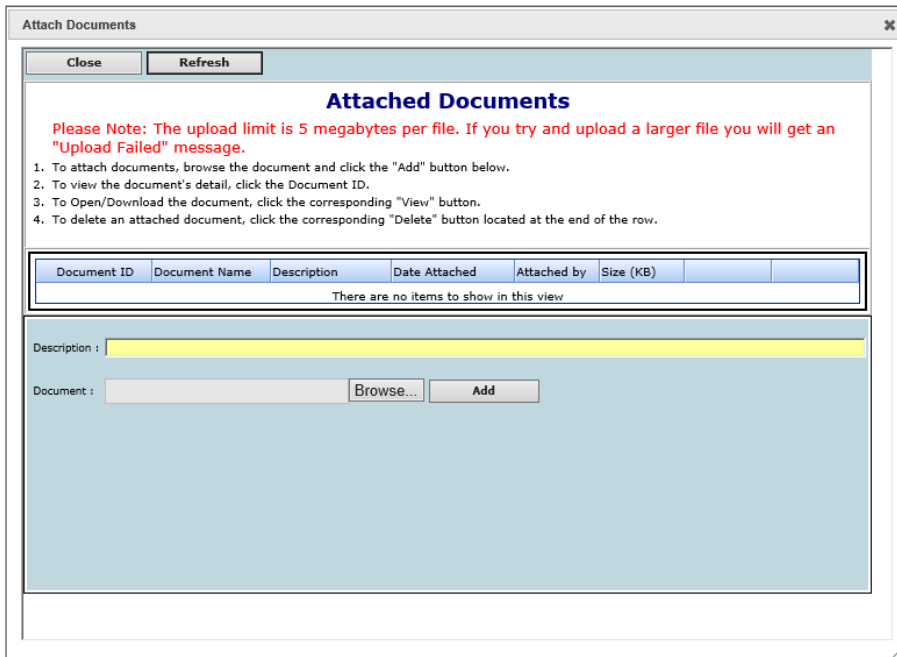 Attach Documents
Close Refresh
Attached Documents
Please Note: The upload limit is 5 megabytes per file. If you try and upload a larger file you will get an
"Upload Failed" message.
1. To attach documents, browse the document and click the "Add" button below.
2. To view the document's detail, click the Document ID.
3. To Open/Download the document, click the corresponding "View" button.
4. To delete an attached document, click the corresponding "Delete" button located at the end of the row.
Document ID Document Name Description Date Attached Attached by Size (KB)
There are no items to show in this view
Description :
Document : Browse... Add